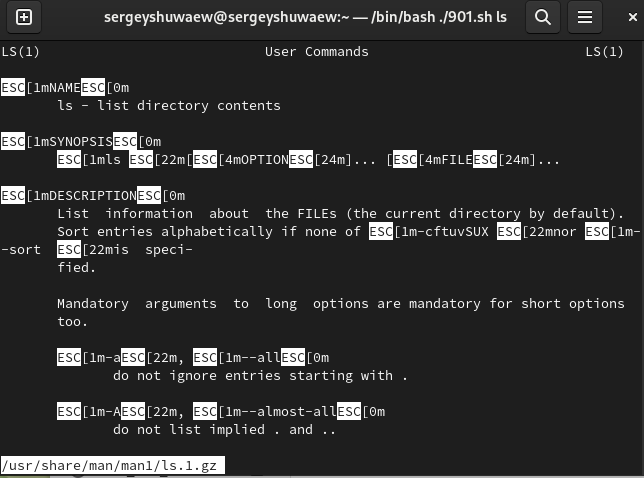 sergeyshuwaew@sergeyshuwaew:~ — /bin/bash ./901.sh ls
LS(1) User Commands LS(1)
ESC[1mNAMEESC[0m
ls - list directory contents
ESC[1mSYNOPSISESC[0m
ESC[1mls ESC[22m[ESC[4mOPTIONESC[24m]... [ESC[4mFILEESC[24m]...
ESC[1mDESCRIPTIONESC[0m
List information about the FILEs (the current directory by default).
Sort entries alphabetically if none of ESC[1m-cftuvSUX ESC[22mnor ESC[1m-
-sort ESC[22mis speci-
fied.
Mandatory arguments to long options are mandatory for short options
too.
ESC[1m-aESC[22m, ESC[1m--allESC[0m
do not ignore entries starting with .
ESC[1m-AESC[22m, ESC[1m--almost-allESC[0m
do not list implied . and ..
/usr/share/man/man1/ls.1.gz